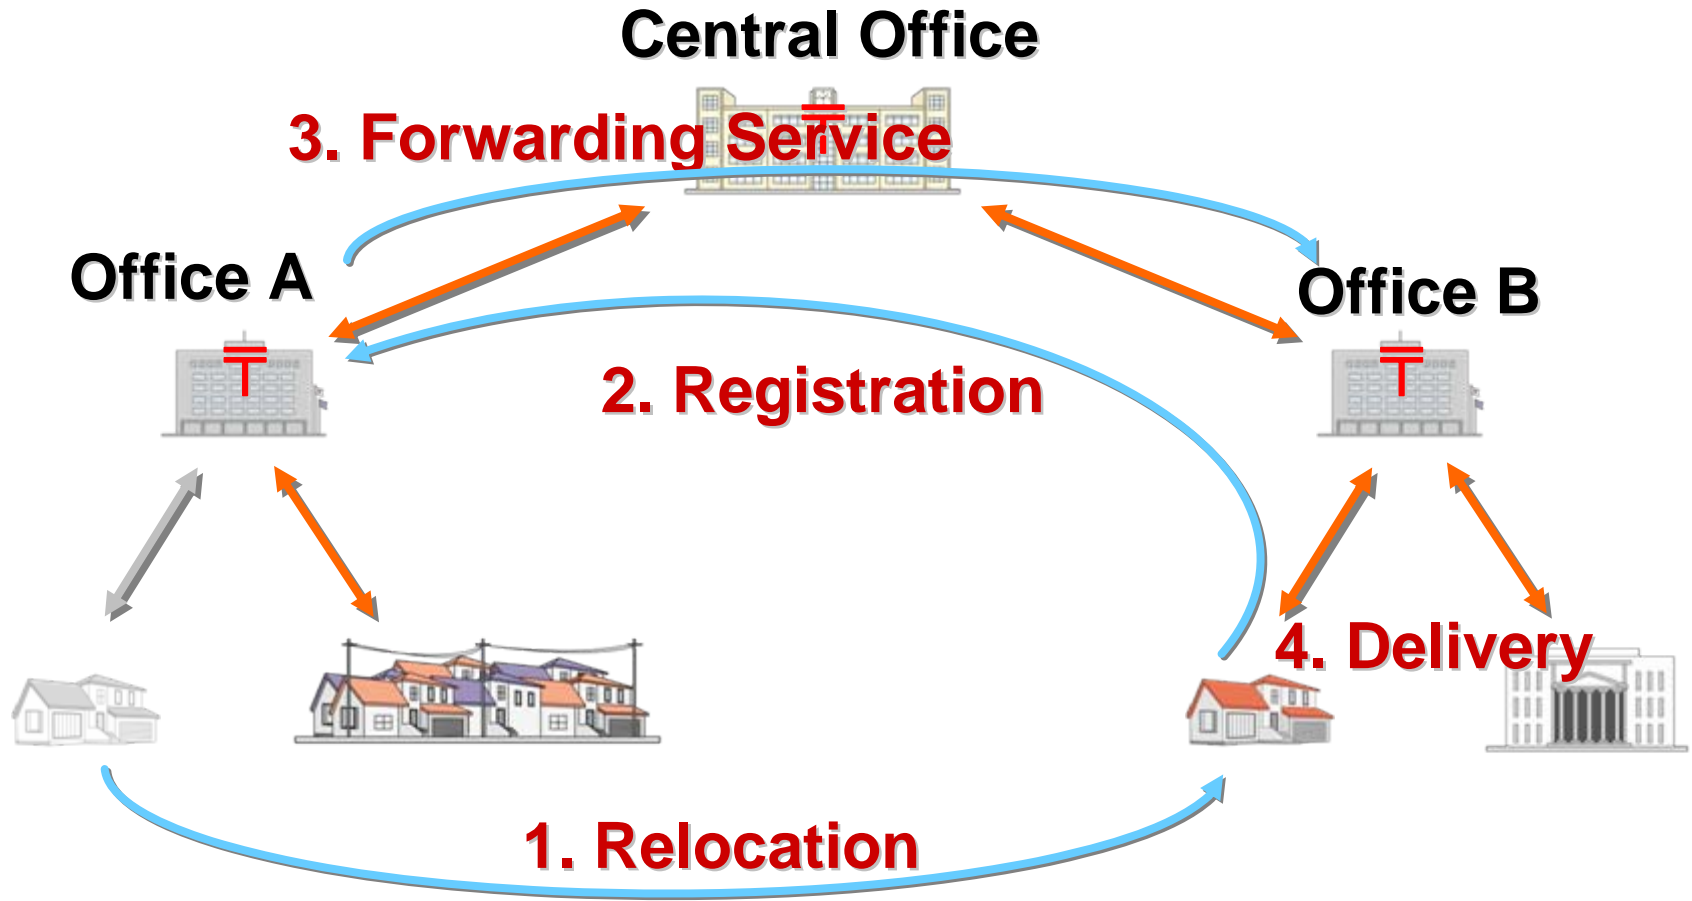 Central Office
3. Forwarding Service
Office A
Office B
2. Registration
4. Delivery
1. Relocation